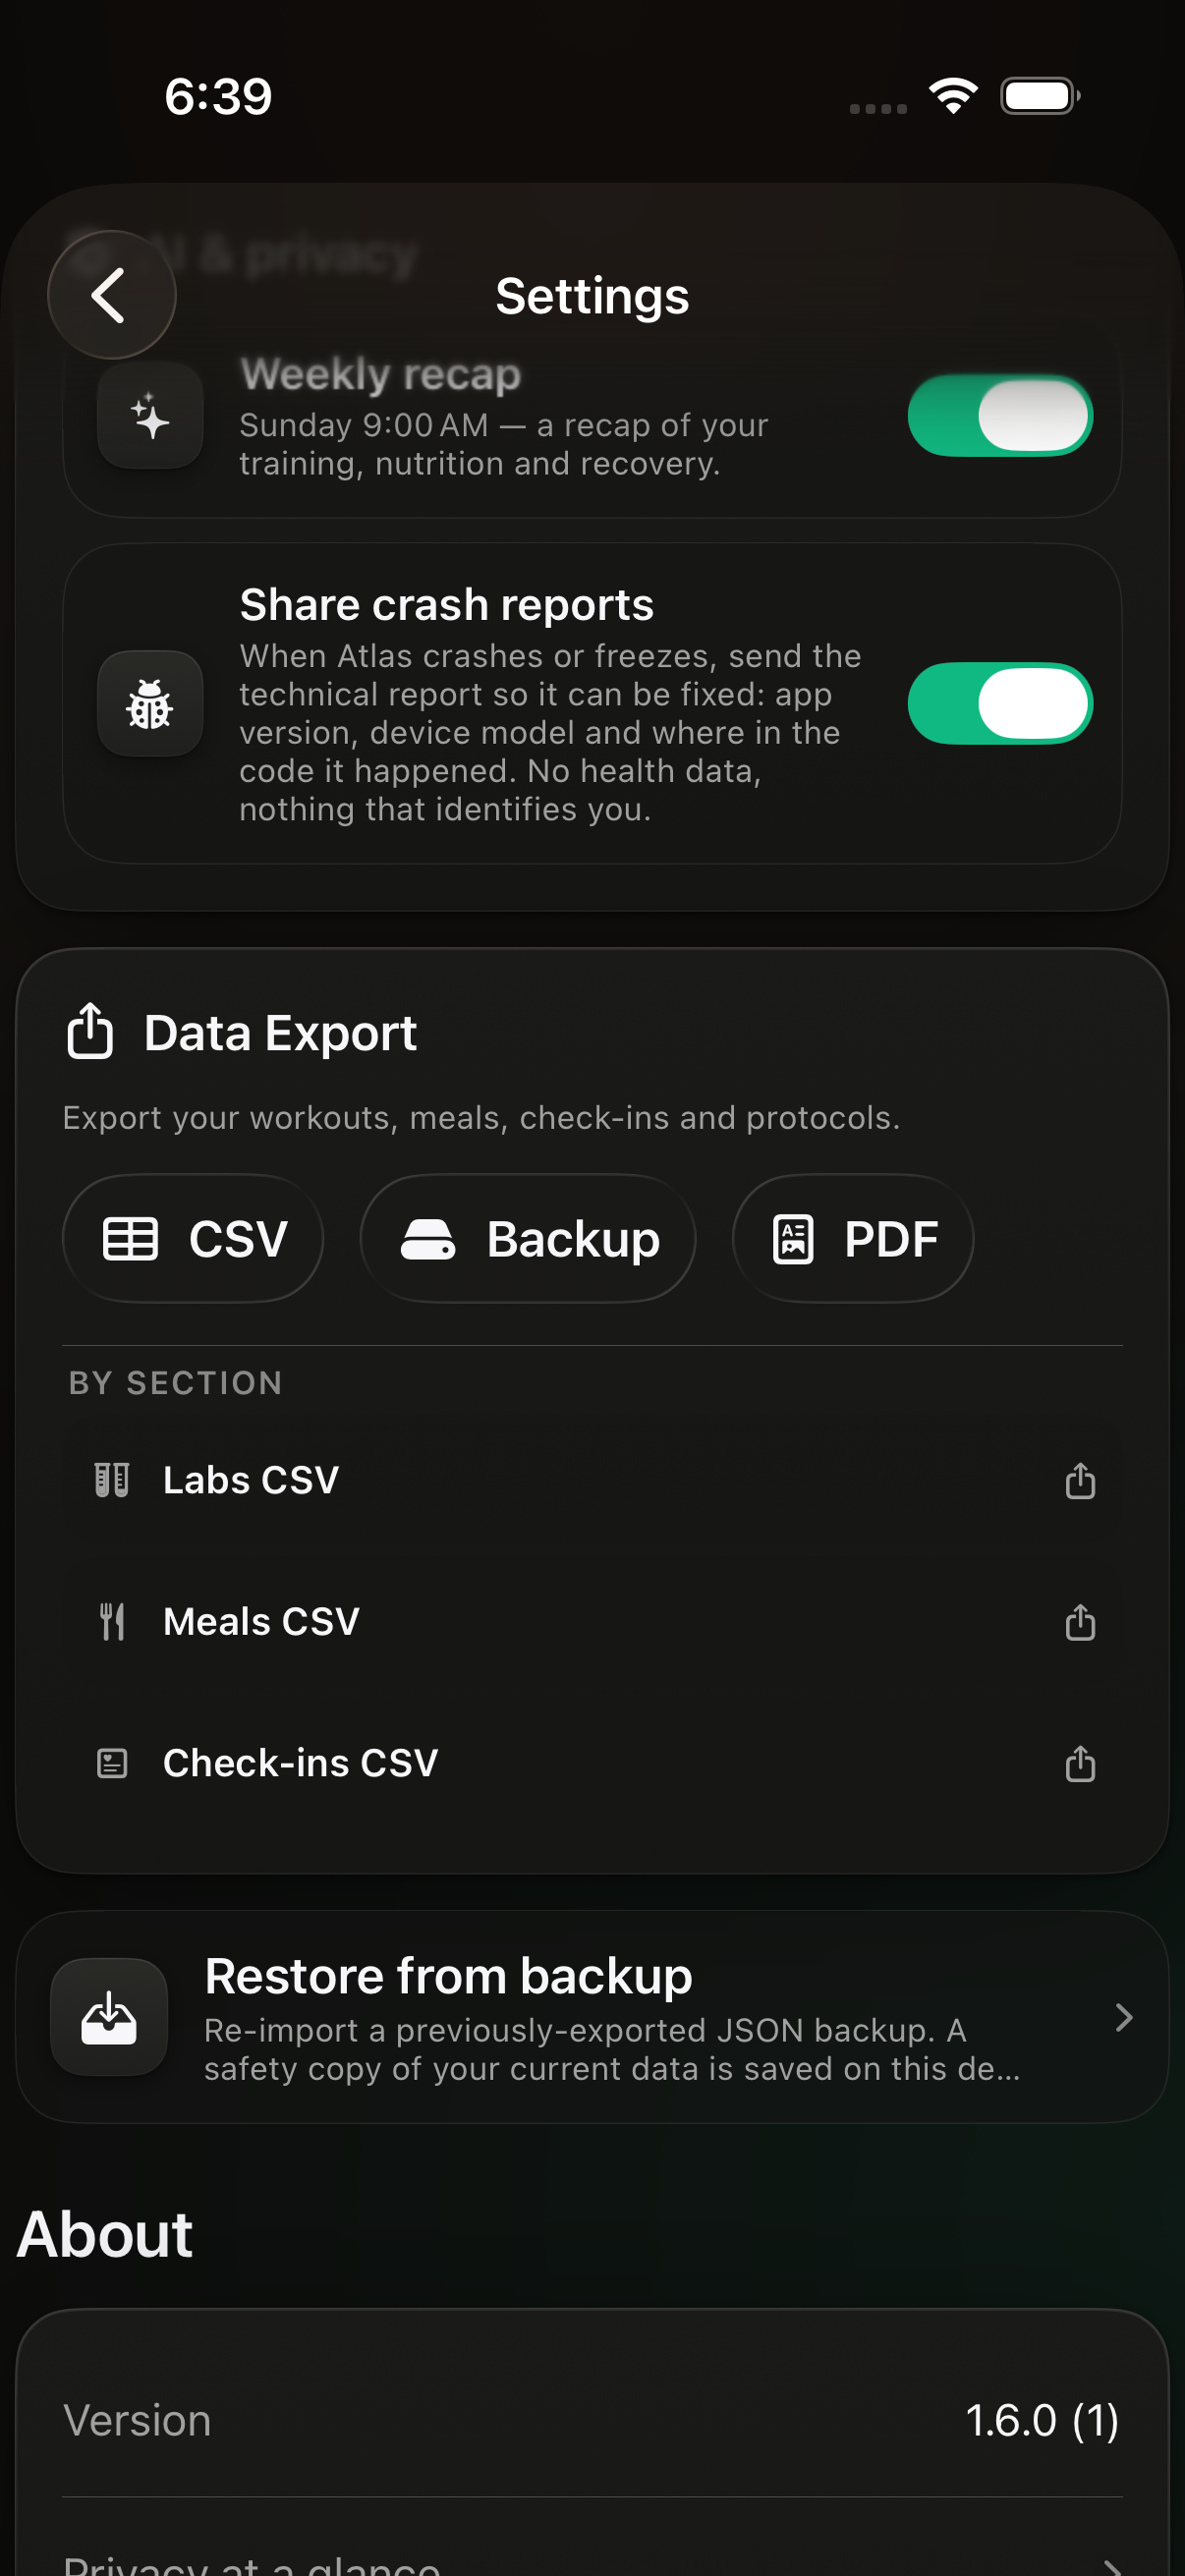 6:39
AI & privacy
Settings
Weekly recap
Sunday 9:00 AM — a recap of your
training, nutrition and recovery.
Share crash reports
When Atlas crashes or freezes, send the
technical report so it can be fixed: app
version, device model and where in the
code it happened. No health data,
nothing that identifies you.
Data Export
Export your workouts, meals, check-ins and protocols.
CSV
Backup
PDF
BY SECTION
Labs CSV
Meals CSV
Check-ins CSV
Restore from backup
Re-import a previously-exported JSON backup. A
safety copy of your current data is saved on this de...
About
Version
1.6.0 (1)
Privacy at a glance